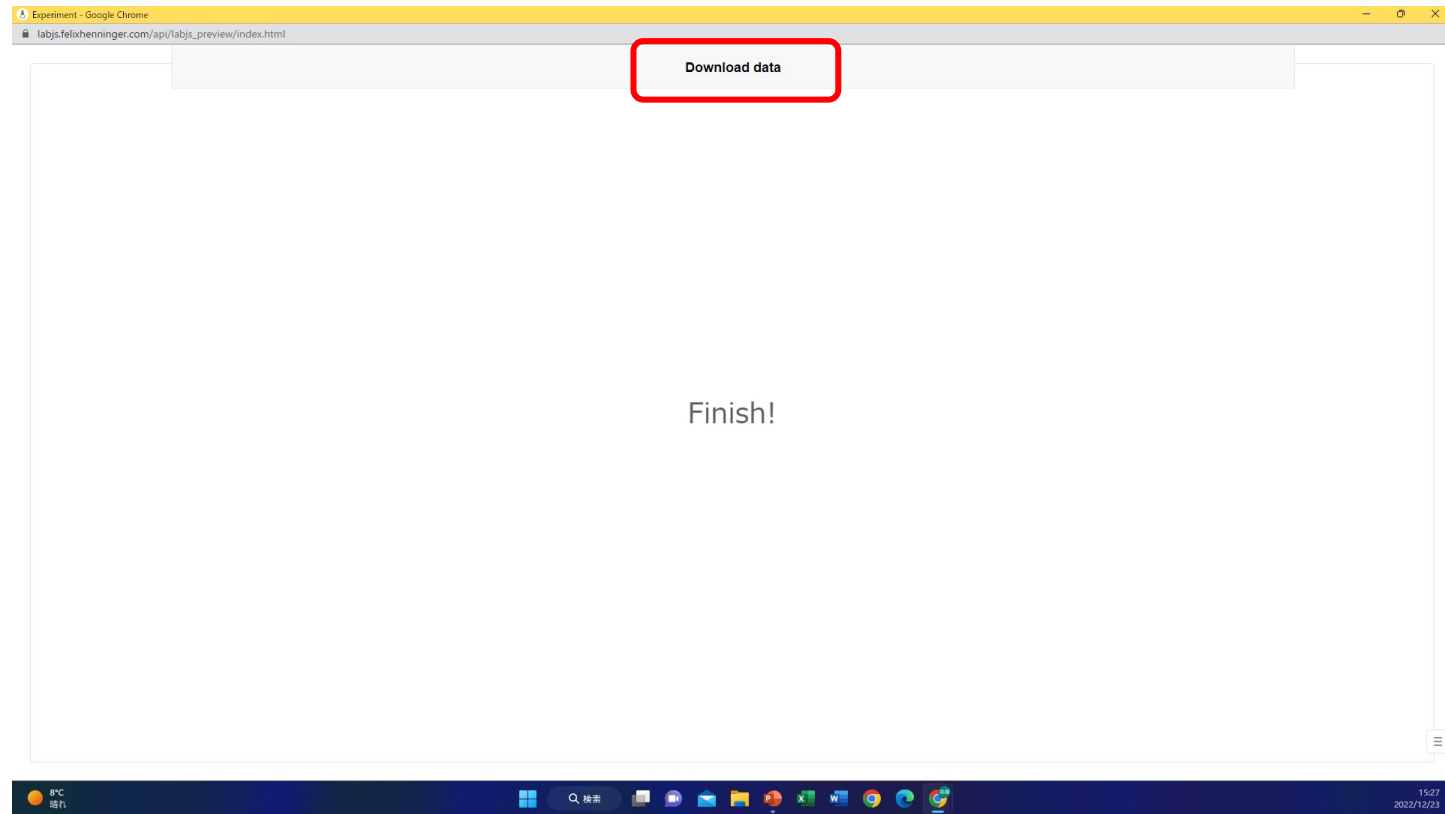 Experiment - Google Chrome
labjs.felixhenninger.com/api/labjs_preview/index.html
Download data
Finish!
8°C
晴れ
検索
15:27
2022/12/23